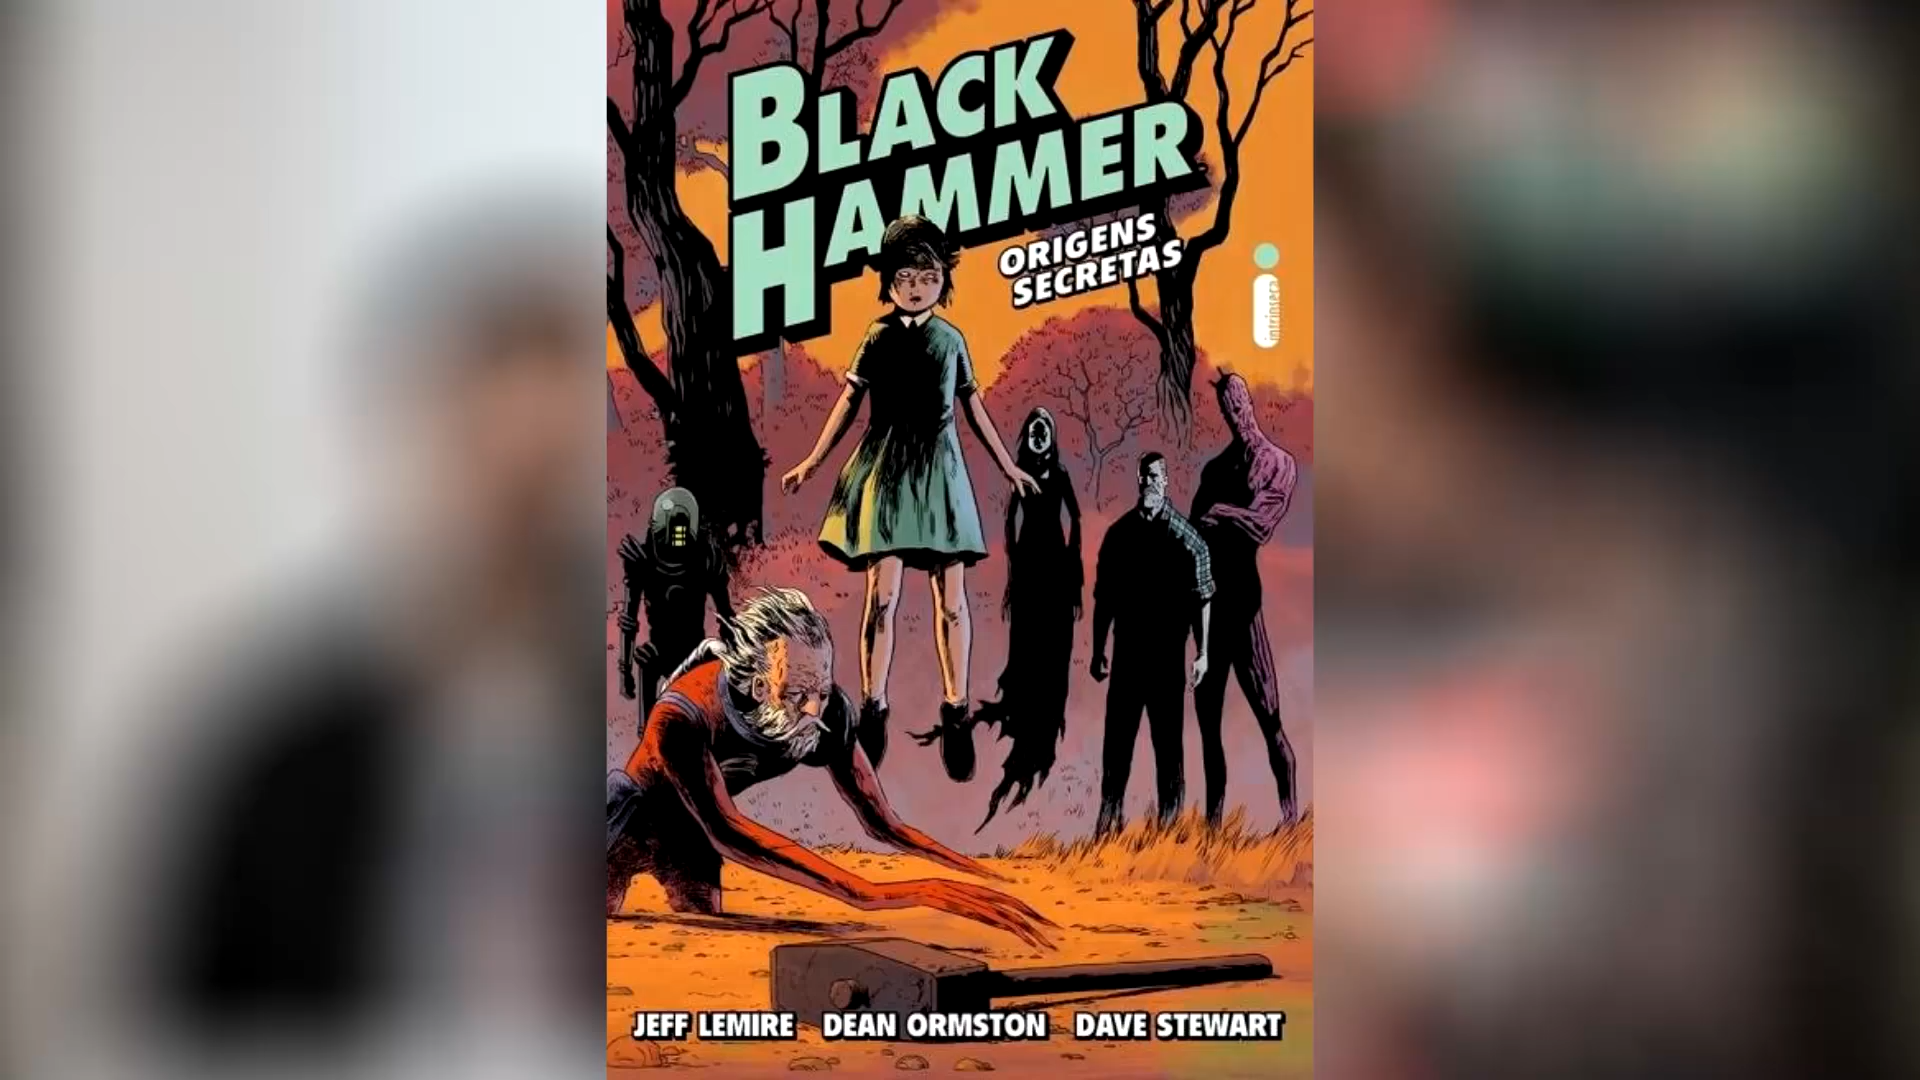 BLACK
HAMMER
ORIGENS
SECRETAS
intrínseca
JEFF LEMIRE DEAN ORMSTON DAVE STEWART